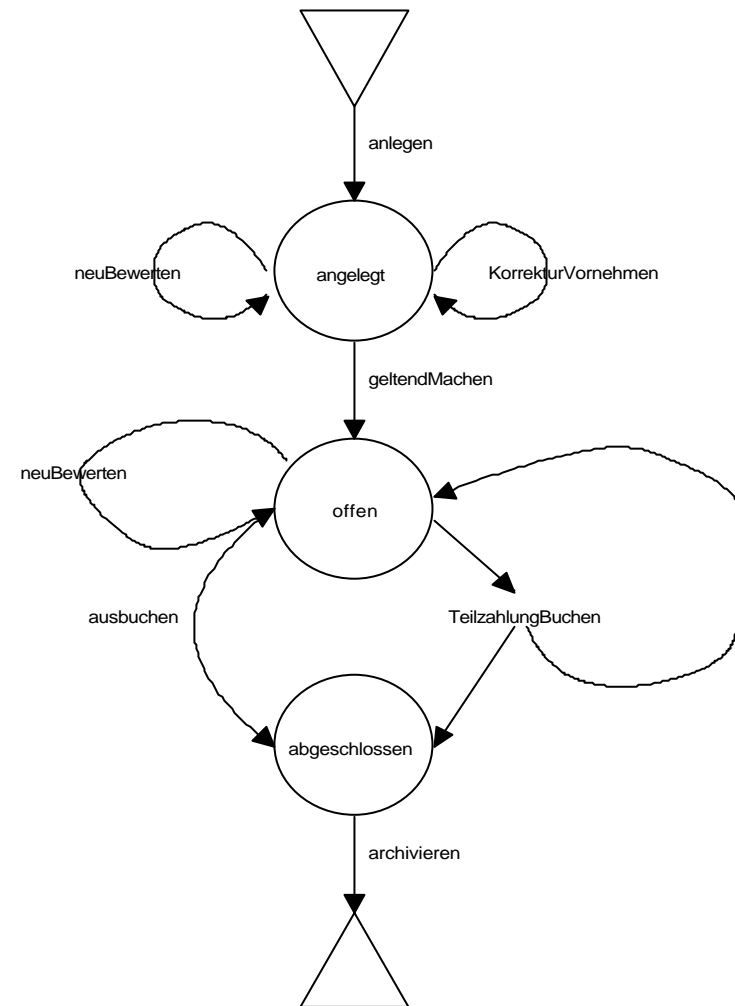 anlegen
neuBewerten
angelegt
KorrekturVornehmen
geltendMachen
neuBewerten
offen
ausbuchen
TeilzahlungBuchen
abgeschlossen
archivieren